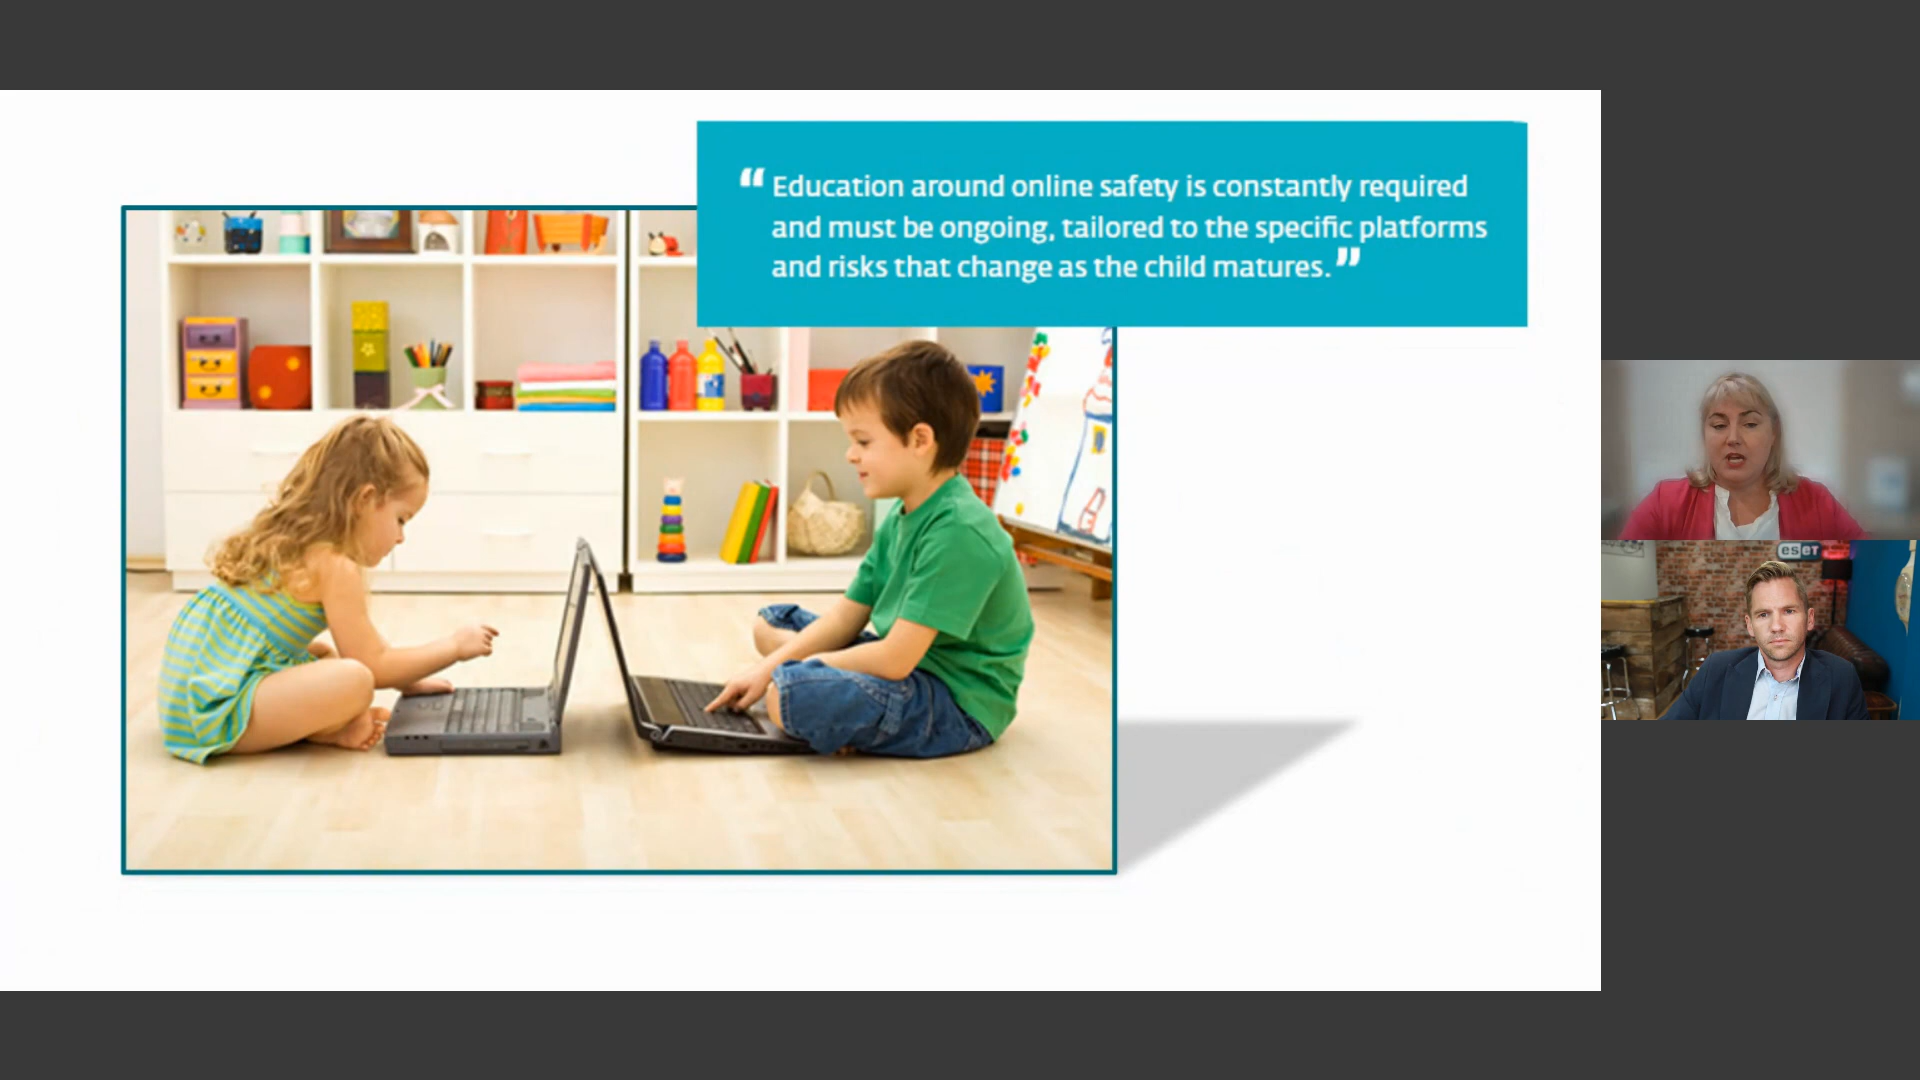 “ Education around online safety is constantly required
and must be ongoing, tailored to the specific platforms
and risks that change as the child matures. ”
eseT